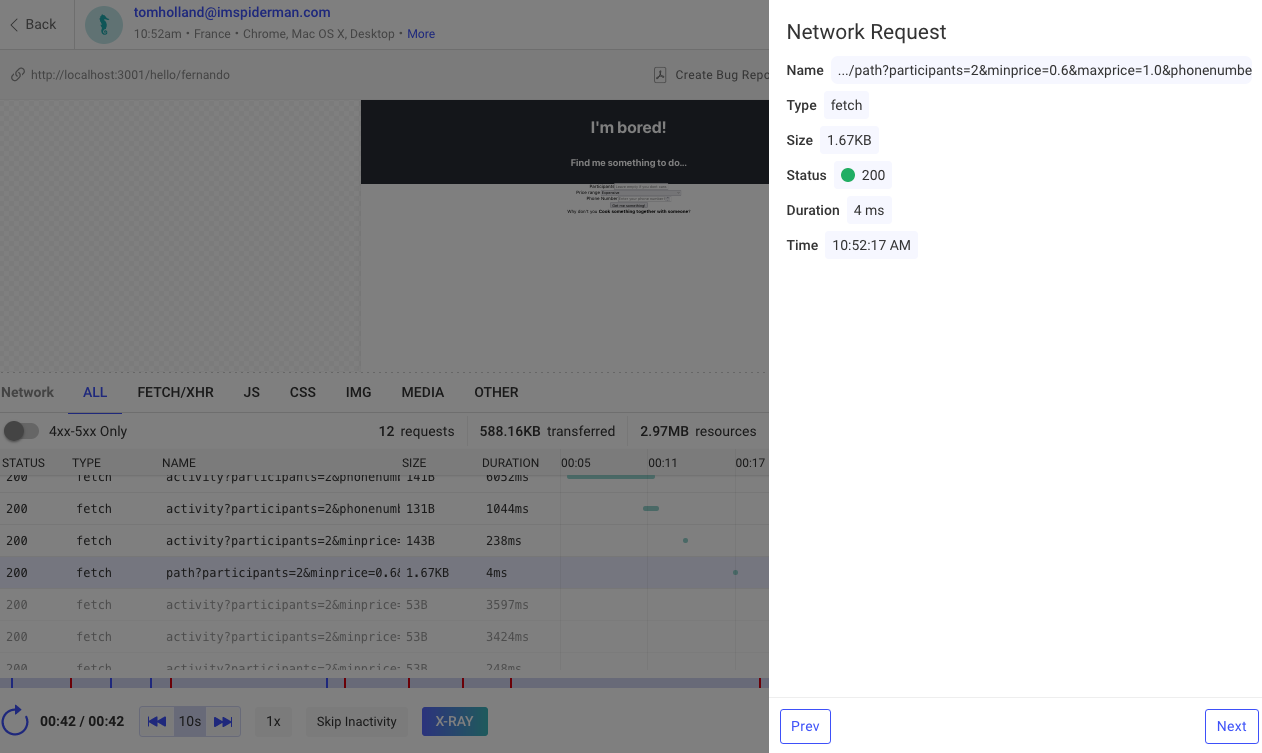 Back
tomholland@imspiderman.com
10:52am • France • Chrome, Mac OS X, Desktop • More
http://localhost:3001/hello/fernando
Create Bug Repo
I'm bored!
Find me something to do...
Participants
Price range
Phone Number
Why don't you Cook something together with someone?
Network ALL FETCH/XHR JS CSS IMG MEDIA OTHER
4xx-5xx Only
12 requests 588.16KB transferred 2.97MB resources
STATUS TYPE NAME SIZE DURATION 00:05 00:11 00:17
200 fetch activity?participants=2&phonenumb 141B 6052ms
200 fetch activity?participants=2&phonenumb 131B 1044ms
200 fetch activity?participants=2&minprice= 143B 238ms
200 fetch path?participants=2&minprice=0.6& 1.67KB 4ms
200 fetch activity?participants=2&minprice= 53B 3597ms
200 fetch activity?participants=2&minprice= 53B 3424ms
200 fetch activity?participants=2&minprice= 53B 248ms
00:42 / 00:42 10s 1x Skip Inactivity X-RAY
Network Request
Name .../path?participants=2&minprice=0.6&maxprice=1.0&phonenumbe
Type fetch
Size 1.67KB
Status 200
Duration 4 ms
Time 10:52:17 AM
Prev Next